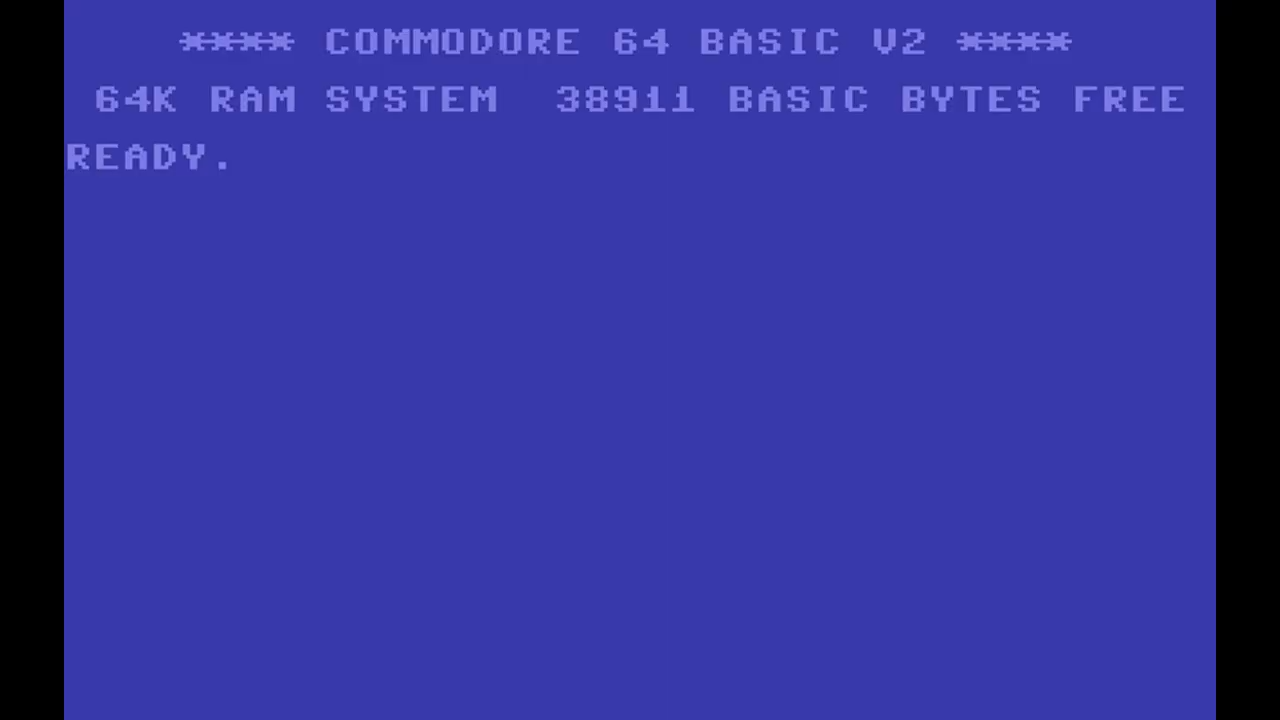 **** COMMODORE 64 BASIC V2 ****
64K RAM SYSTEM  38911 BASIC BYTES FREE
READY.